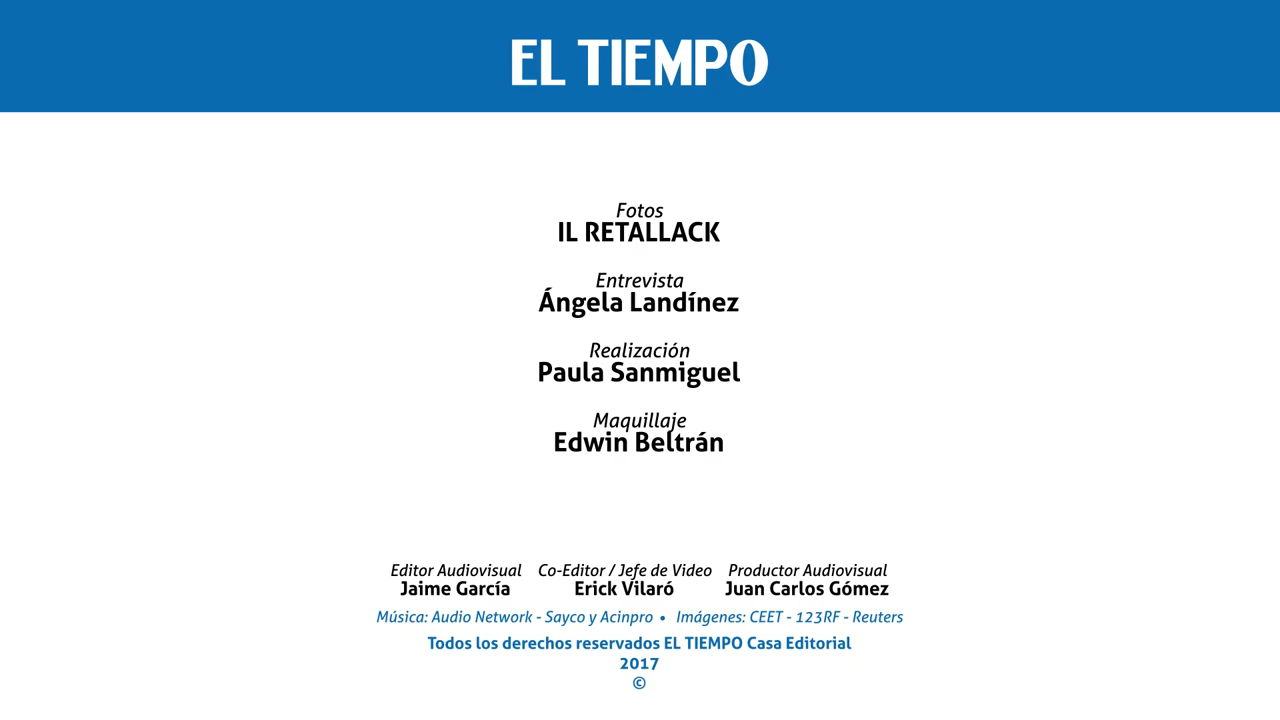 EL TIEMPO
Fotos
IL RETALLACK
Entrevista
Ángela Landínez
Realización
Paula Sanmiguel
Maquillaje
Edwin Beltrán
Editor Audiovisual Co-Editor / Jefe de Video Productor Audiovisual
Jaime García Erick Vilaró Juan Carlos Gómez
Música: Audio Network - Sayco y Acinpro • Imágenes: CEET - 123RF - Reuters
Todos los derechos reservados EL TIEMPO Casa Editorial
2017
©